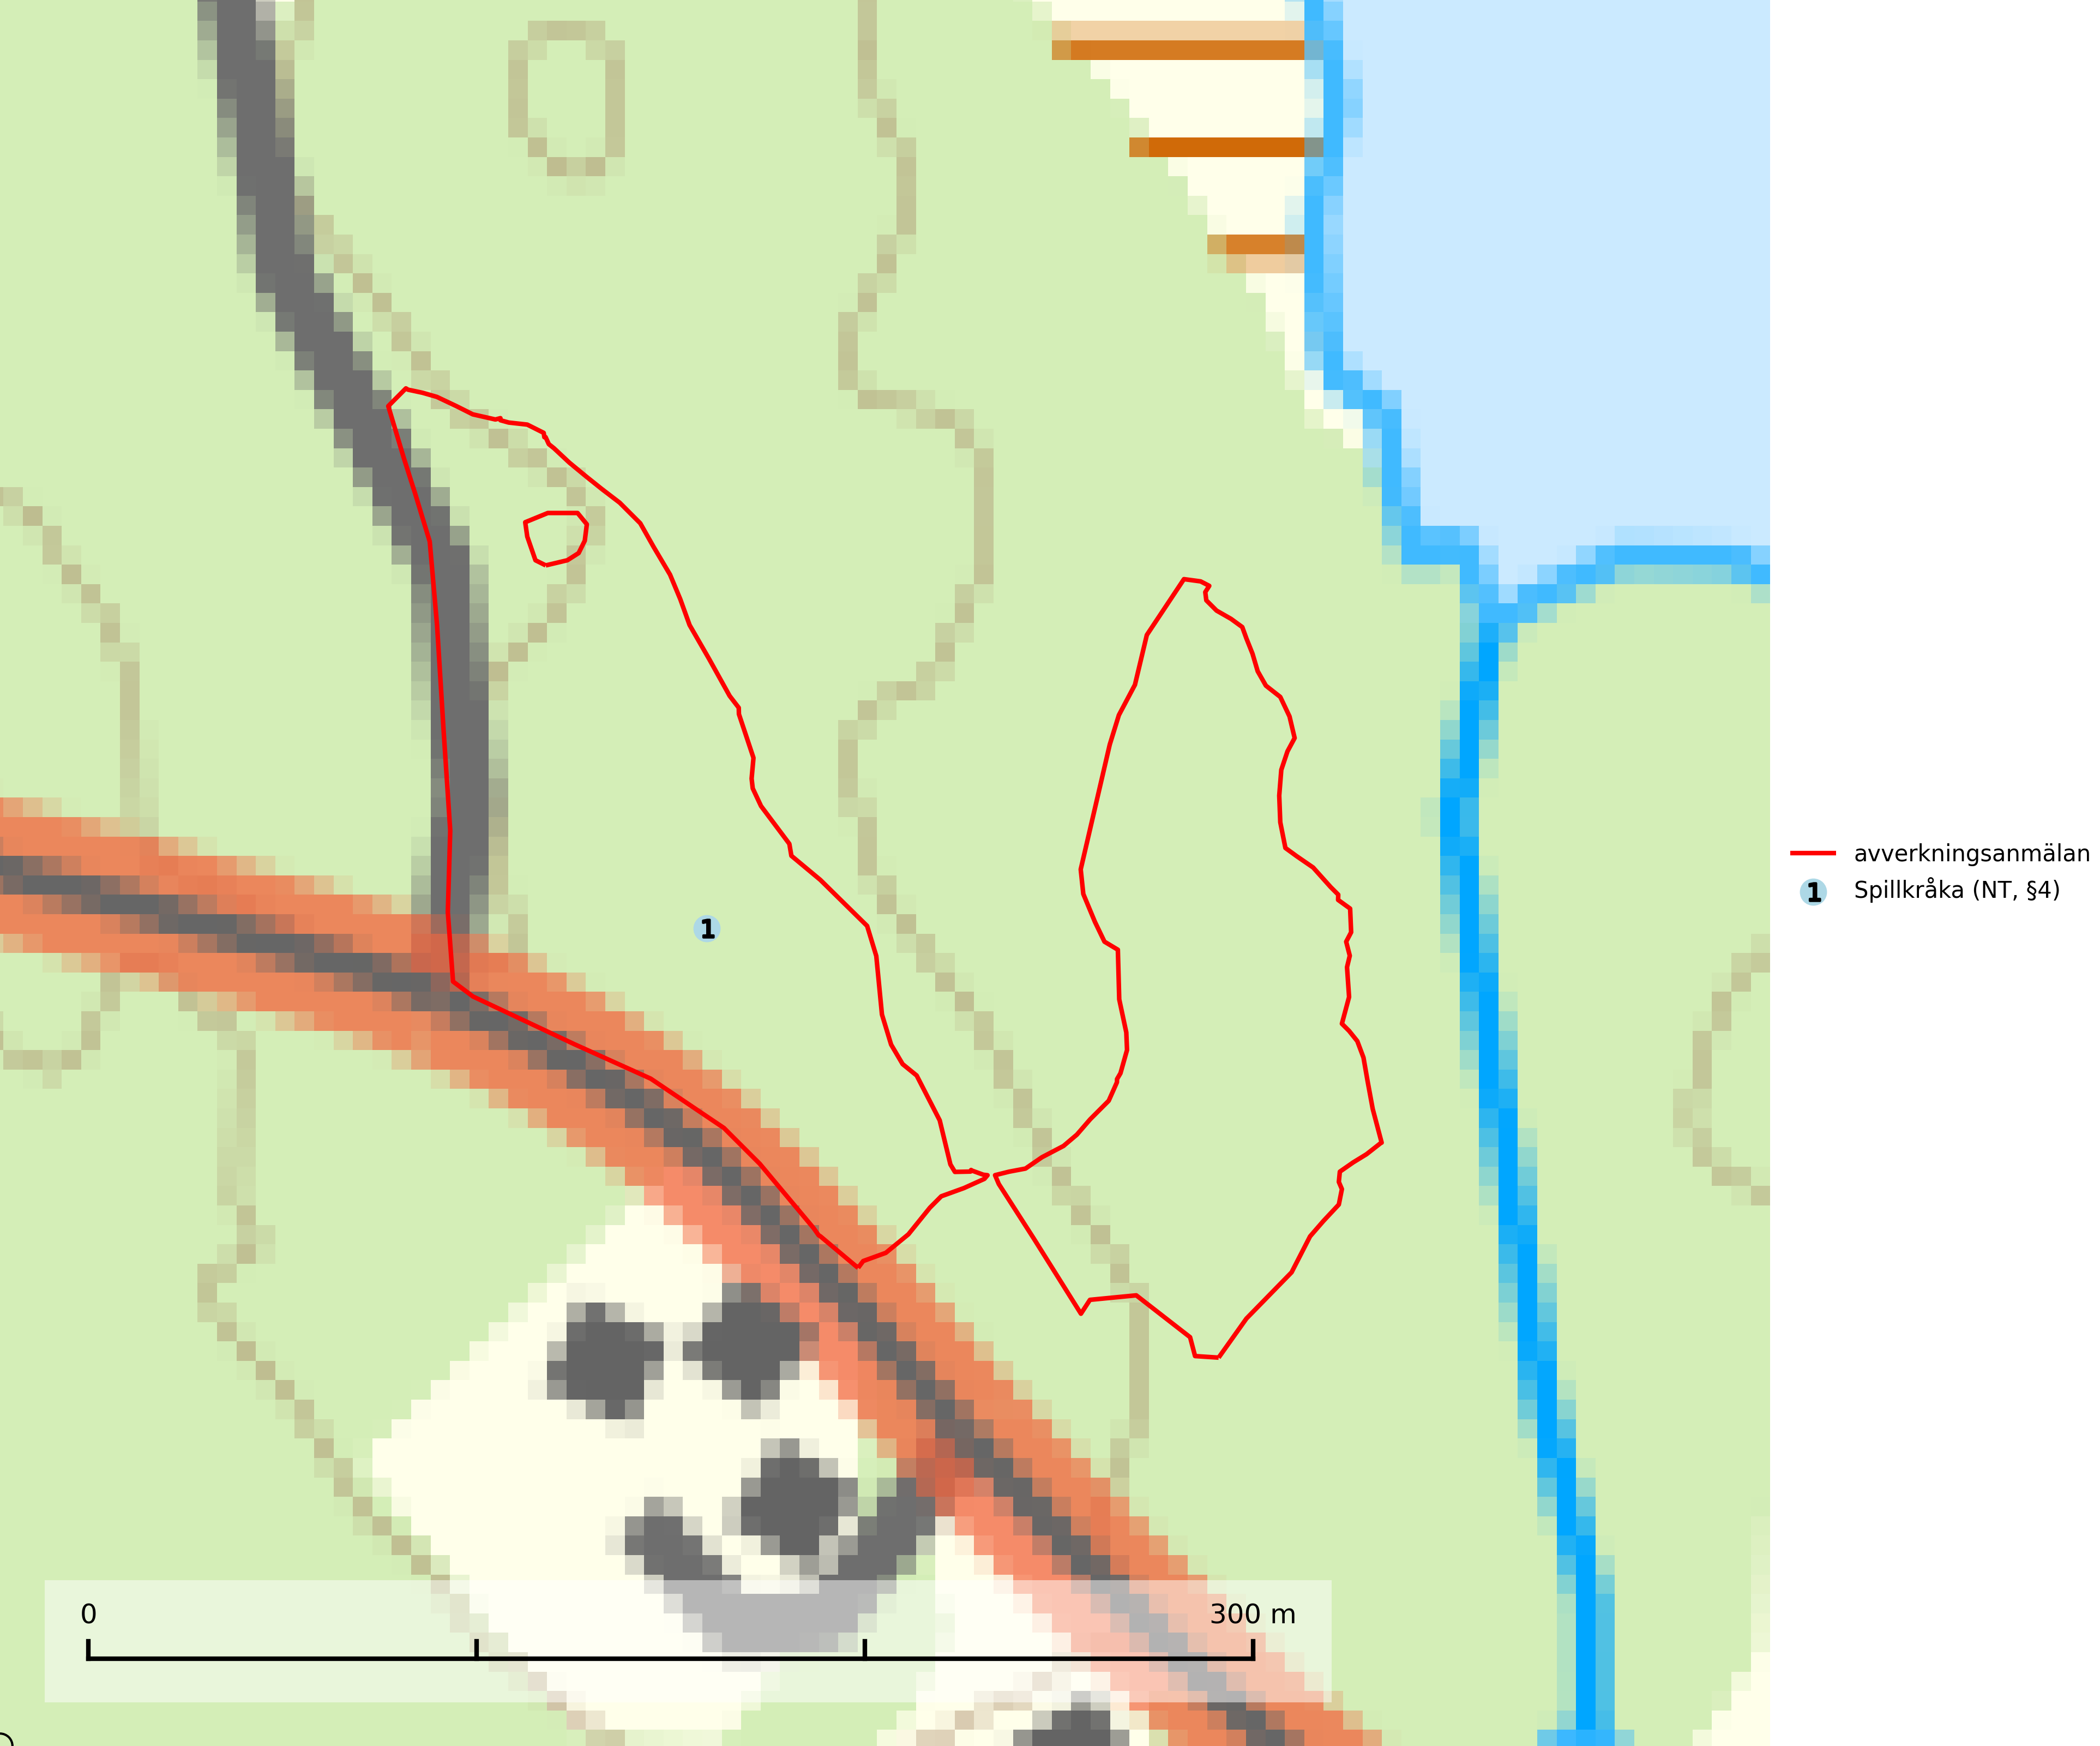 1
avverkningsanmälan
1 Spillkråka (NT, §4)
0 300 m